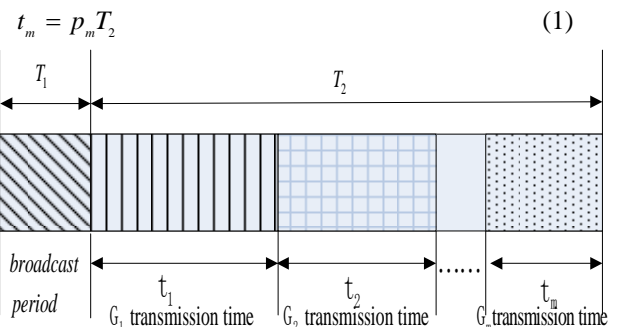 t_m = p_m T_2 (1)
T_1 T_2
broadcast period
t_1 t_2 ...... t_m
G_1 transmission time G_2 transmission time G_m transmission time